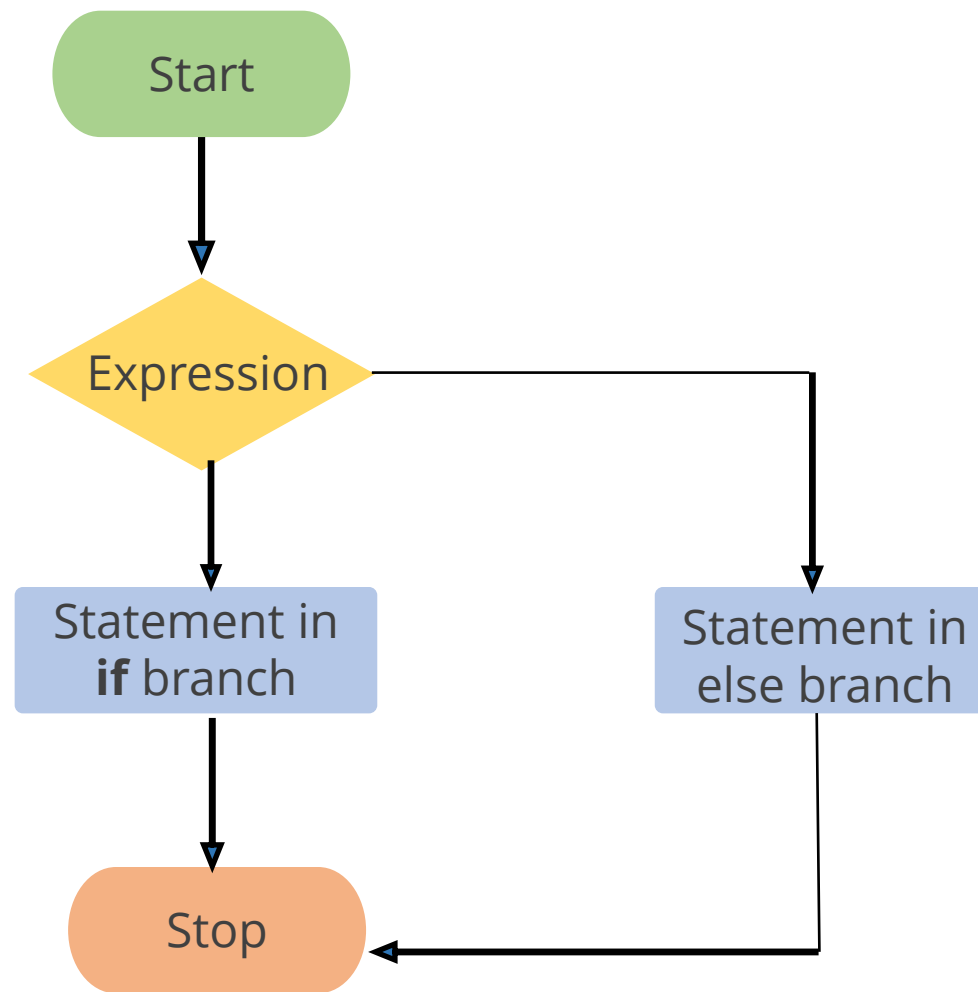 Start
Expression
Statement in
if branch
Statement in
else branch
Stop